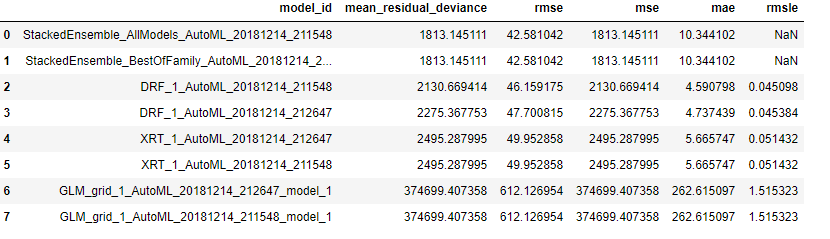 model_id mean_residual_deviance rmse mse mae rmsle
0 StackedEnsemble_AllModels_AutoML_20181214_211548 1813.145111 42.581042 1813.145111 10.344102 NaN
1 StackedEnsemble_BestOfFamily_AutoML_20181214_2... 1813.145111 42.581042 1813.145111 10.344102 NaN
2 DRF_1_AutoML_20181214_211548 2130.669414 46.159175 2130.669414 4.590798 0.045098
3 DRF_1_AutoML_20181214_212647 2275.367753 47.700815 2275.367753 4.737439 0.045384
4 XRT_1_AutoML_20181214_212647 2495.287995 49.952858 2495.287995 5.665747 0.051432
5 XRT_1_AutoML_20181214_211548 2495.287995 49.952858 2495.287995 5.665747 0.051432
6 GLM_grid_1_AutoML_20181214_212647_model_1 374699.407358 612.126954 374699.407358 262.615097 1.515323
7 GLM_grid_1_AutoML_20181214_211548_model_1 374699.407358 612.126954 374699.407358 262.615097 1.515323